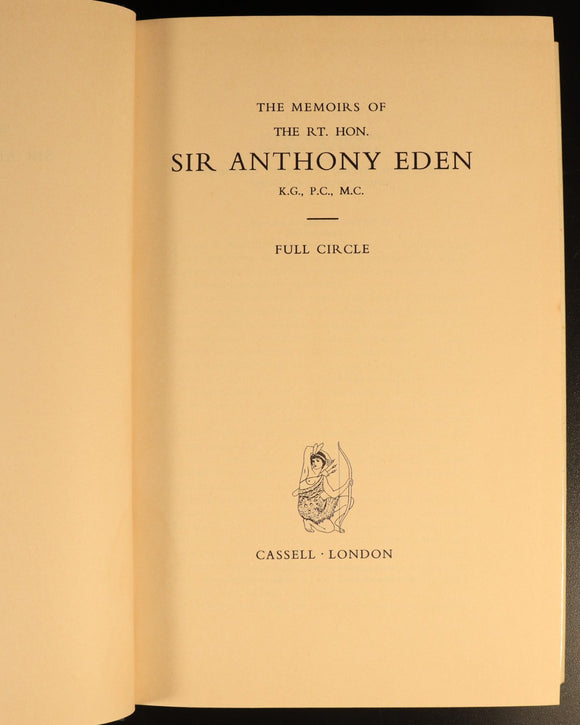 THE MEMOIRS OF
THE RT. HON.
SIR ANTHONY EDEN
K.G., P.C., M.C.
FULL CIRCLE
CASSELL · LONDON